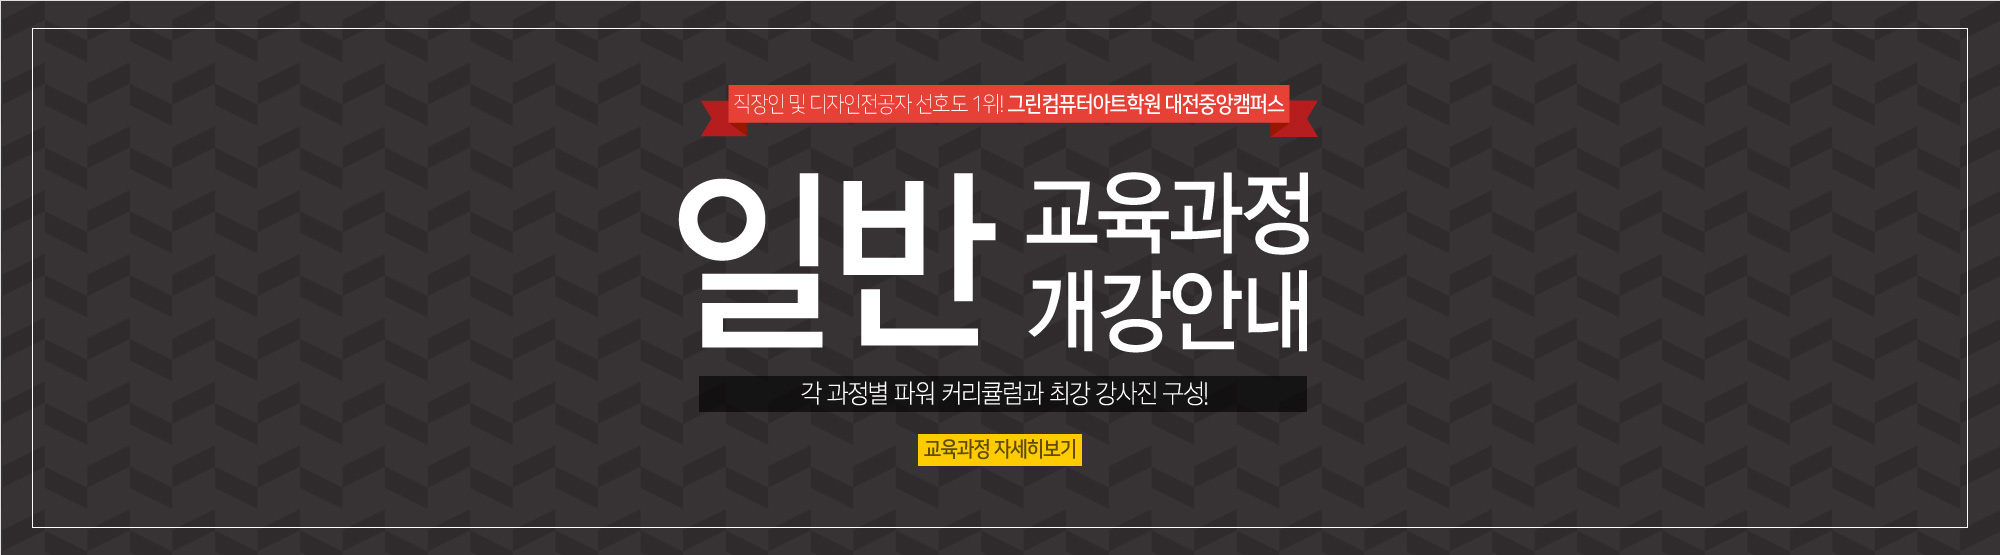 직장인 및 디자인전공자 선호도 1위! 그린컴퓨터아트학원 대전중앙캠퍼스
일반 교육과정
개강안내
각 과정별 파워 커리큘럼과 최강 강사진 구성!
교육과정 자세히보기